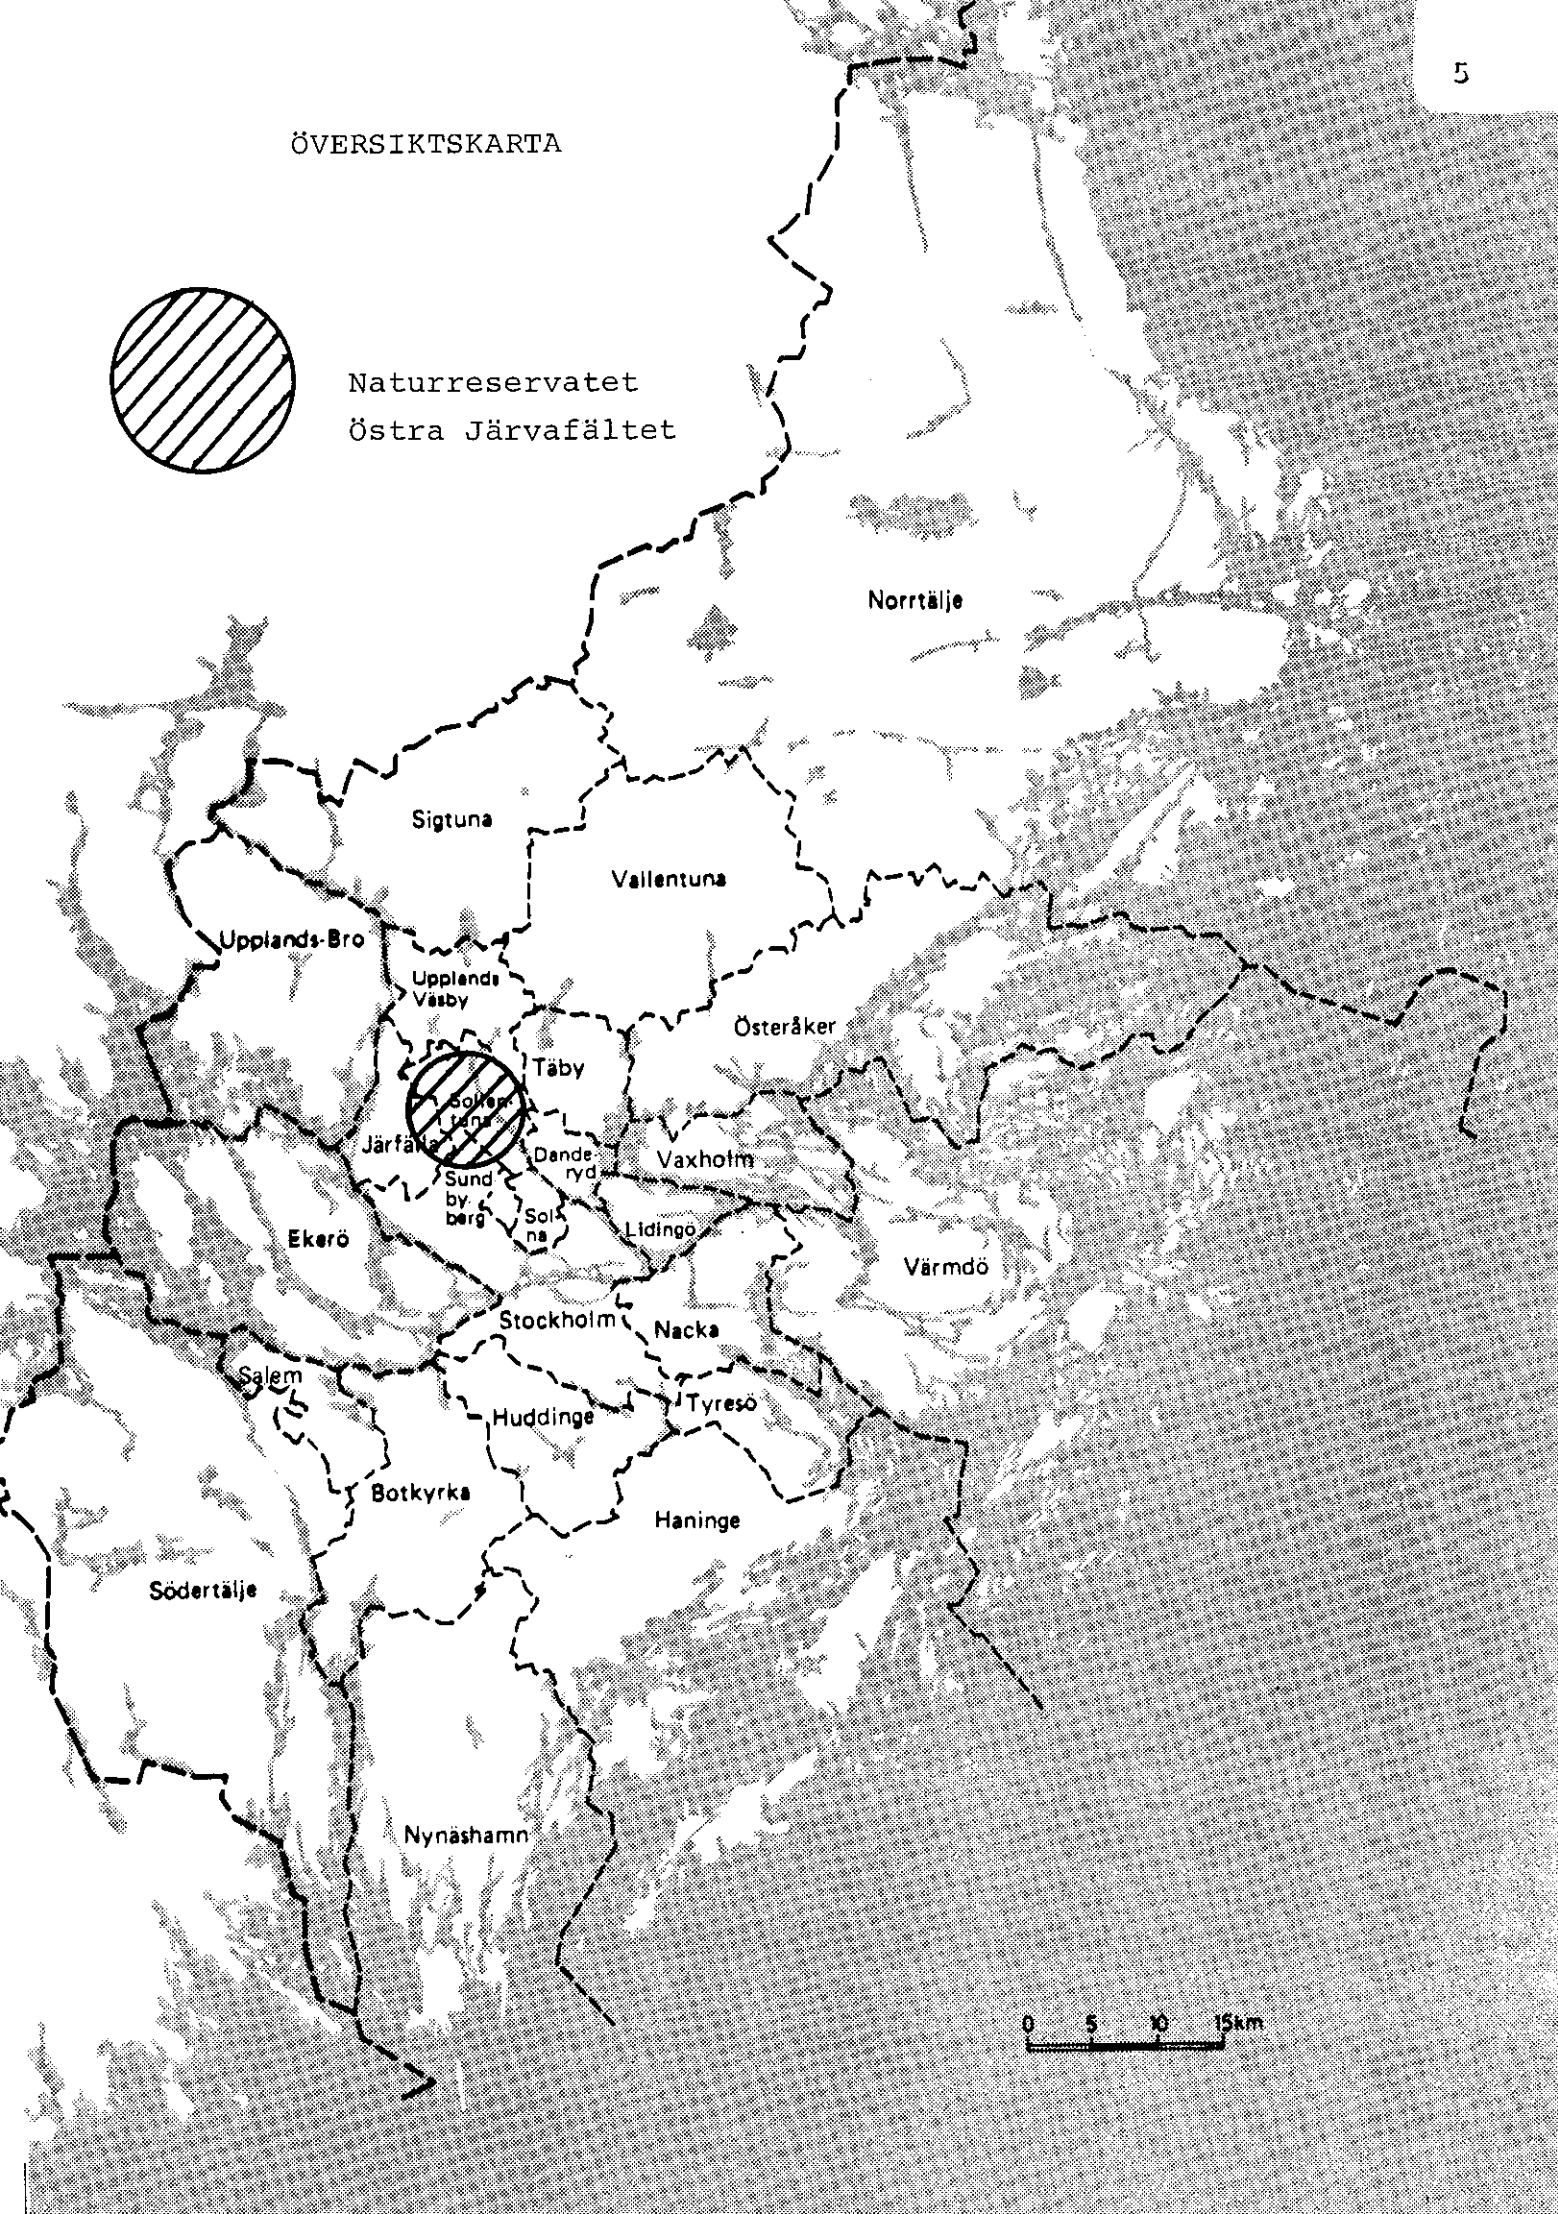 5
ÖVERSIKTSKARTA
Naturreservatet
Östra Järvafältet
Norrtälje
Sigtuna
Vallentuna
Upplands-Bro
Upplands
Väsby
Österåker
Täby
Sollen-
tuna
Järfälla
Dande-
ryd
Vaxholm
Sund
by-
berg
Sol-
na
Lidingö
Ekerö
Värmdö
Stockholm
Nacka
Salem
Tyresö
Huddinge
Botkyrka
Haninge
Södertälje
Nynäshamn
0 5 10 15km